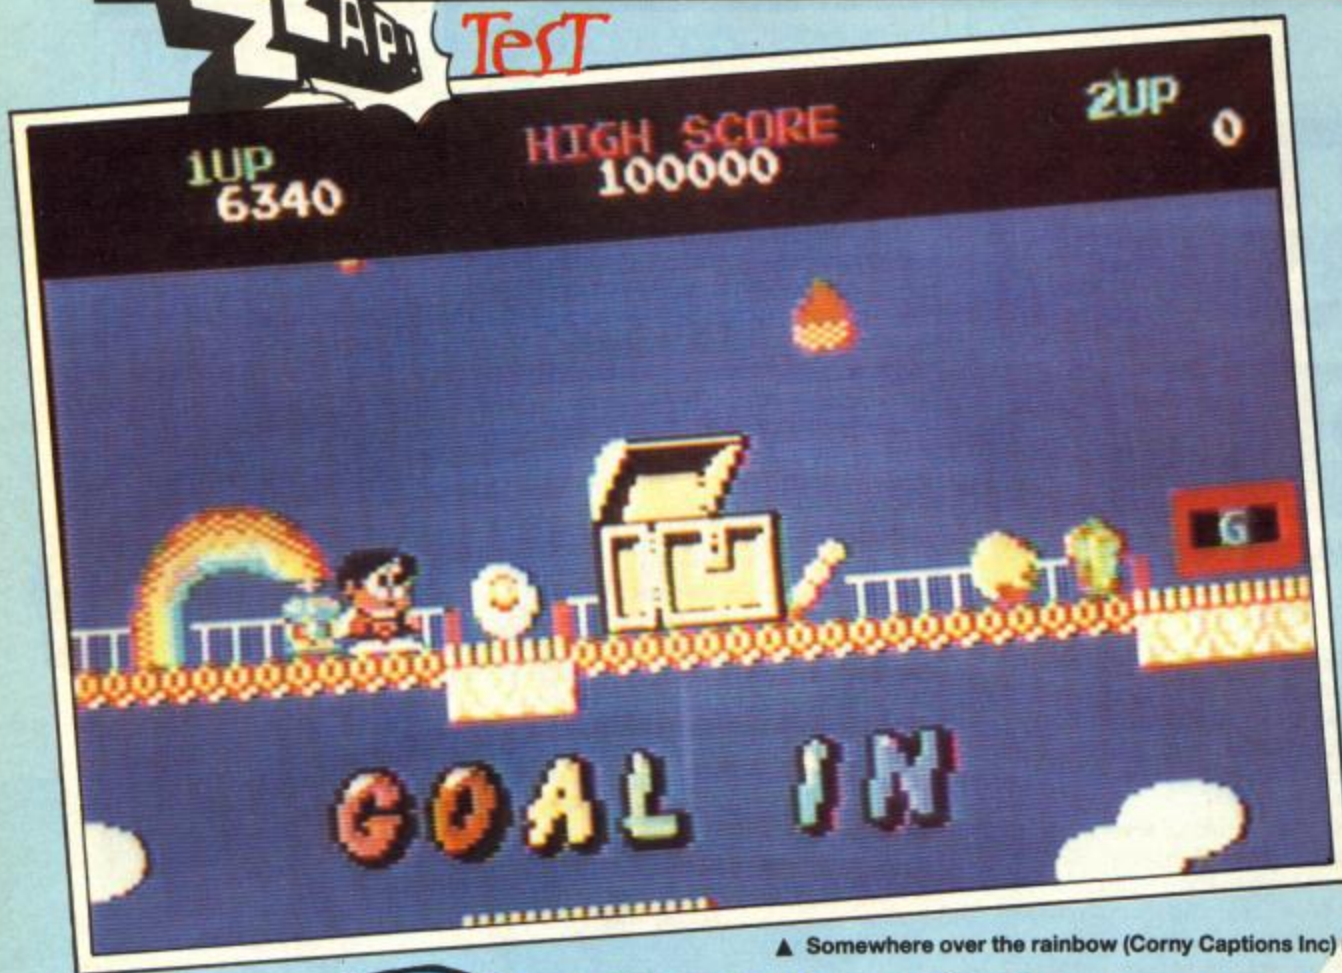 ZZAP! TEST
1UP HIGH SCORE 2UP
6340 100000 0
G
GOAL IN
▲ Somewhere over the rainbow (Corny Captions Inc)